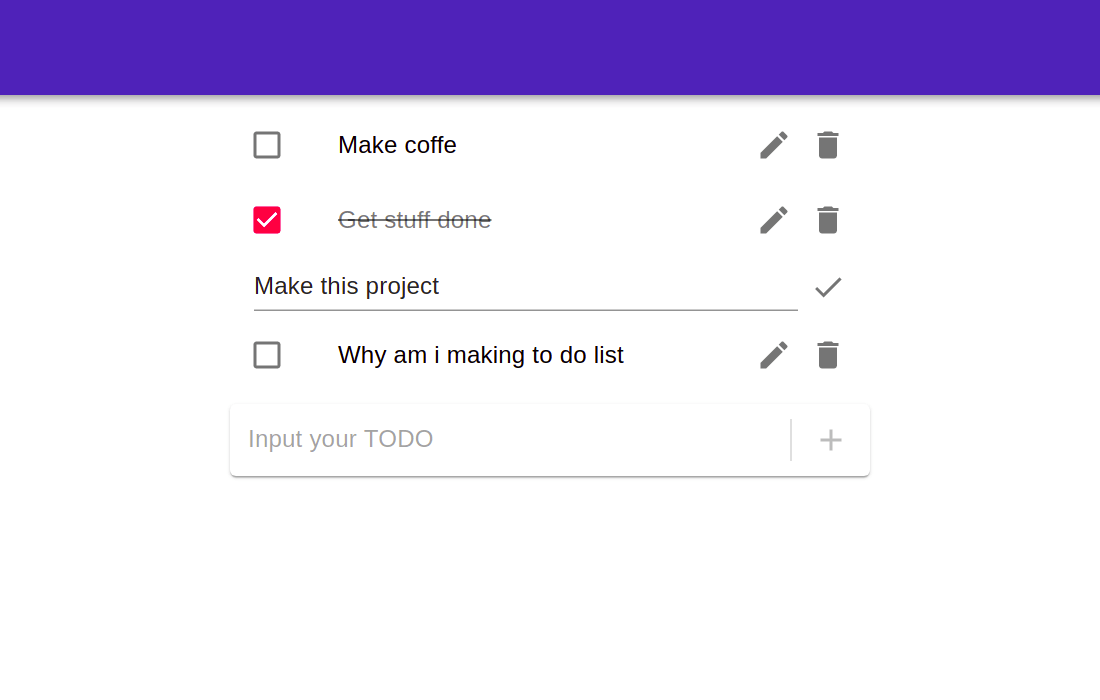 Make coffe
Get stuff done
Make this project
Why am i making to do list
Input your TODO